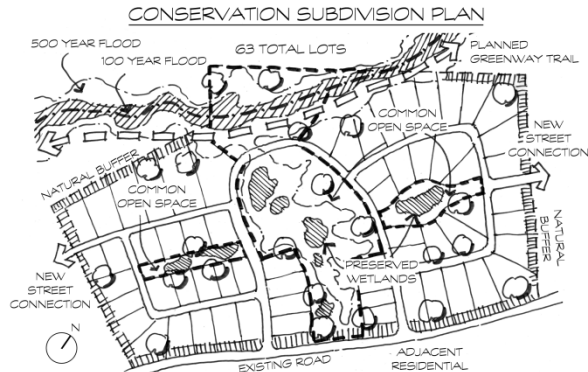 CONSERVATION SUBDIVISION PLAN
500 YEAR FLOOD
100 YEAR FLOOD
63 TOTAL LOTS
PLANNED
GREENWAY TRAIL
COMMON
OPEN SPACE
NEW
STREET
CONNECTION
NATURAL BUFFER
COMMON
OPEN SPACE
NATURAL
BUFFER
PRESERVED
WETLANDS
NEW
STREET
CONNECTION
N
EXISTING ROAD
ADJACENT
RESIDENTIAL